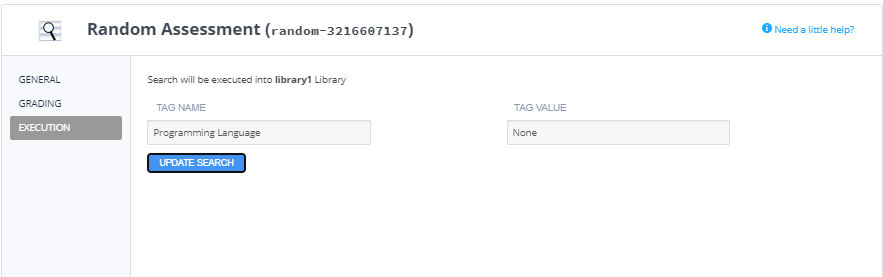 Random Assessment (random-3216607137)
Need a little help?
GENERAL
GRADING
EXECUTION
Search will be executed into library1 Library
TAG NAME
TAG VALUE
Programming Language
None
UPDATE SEARCH